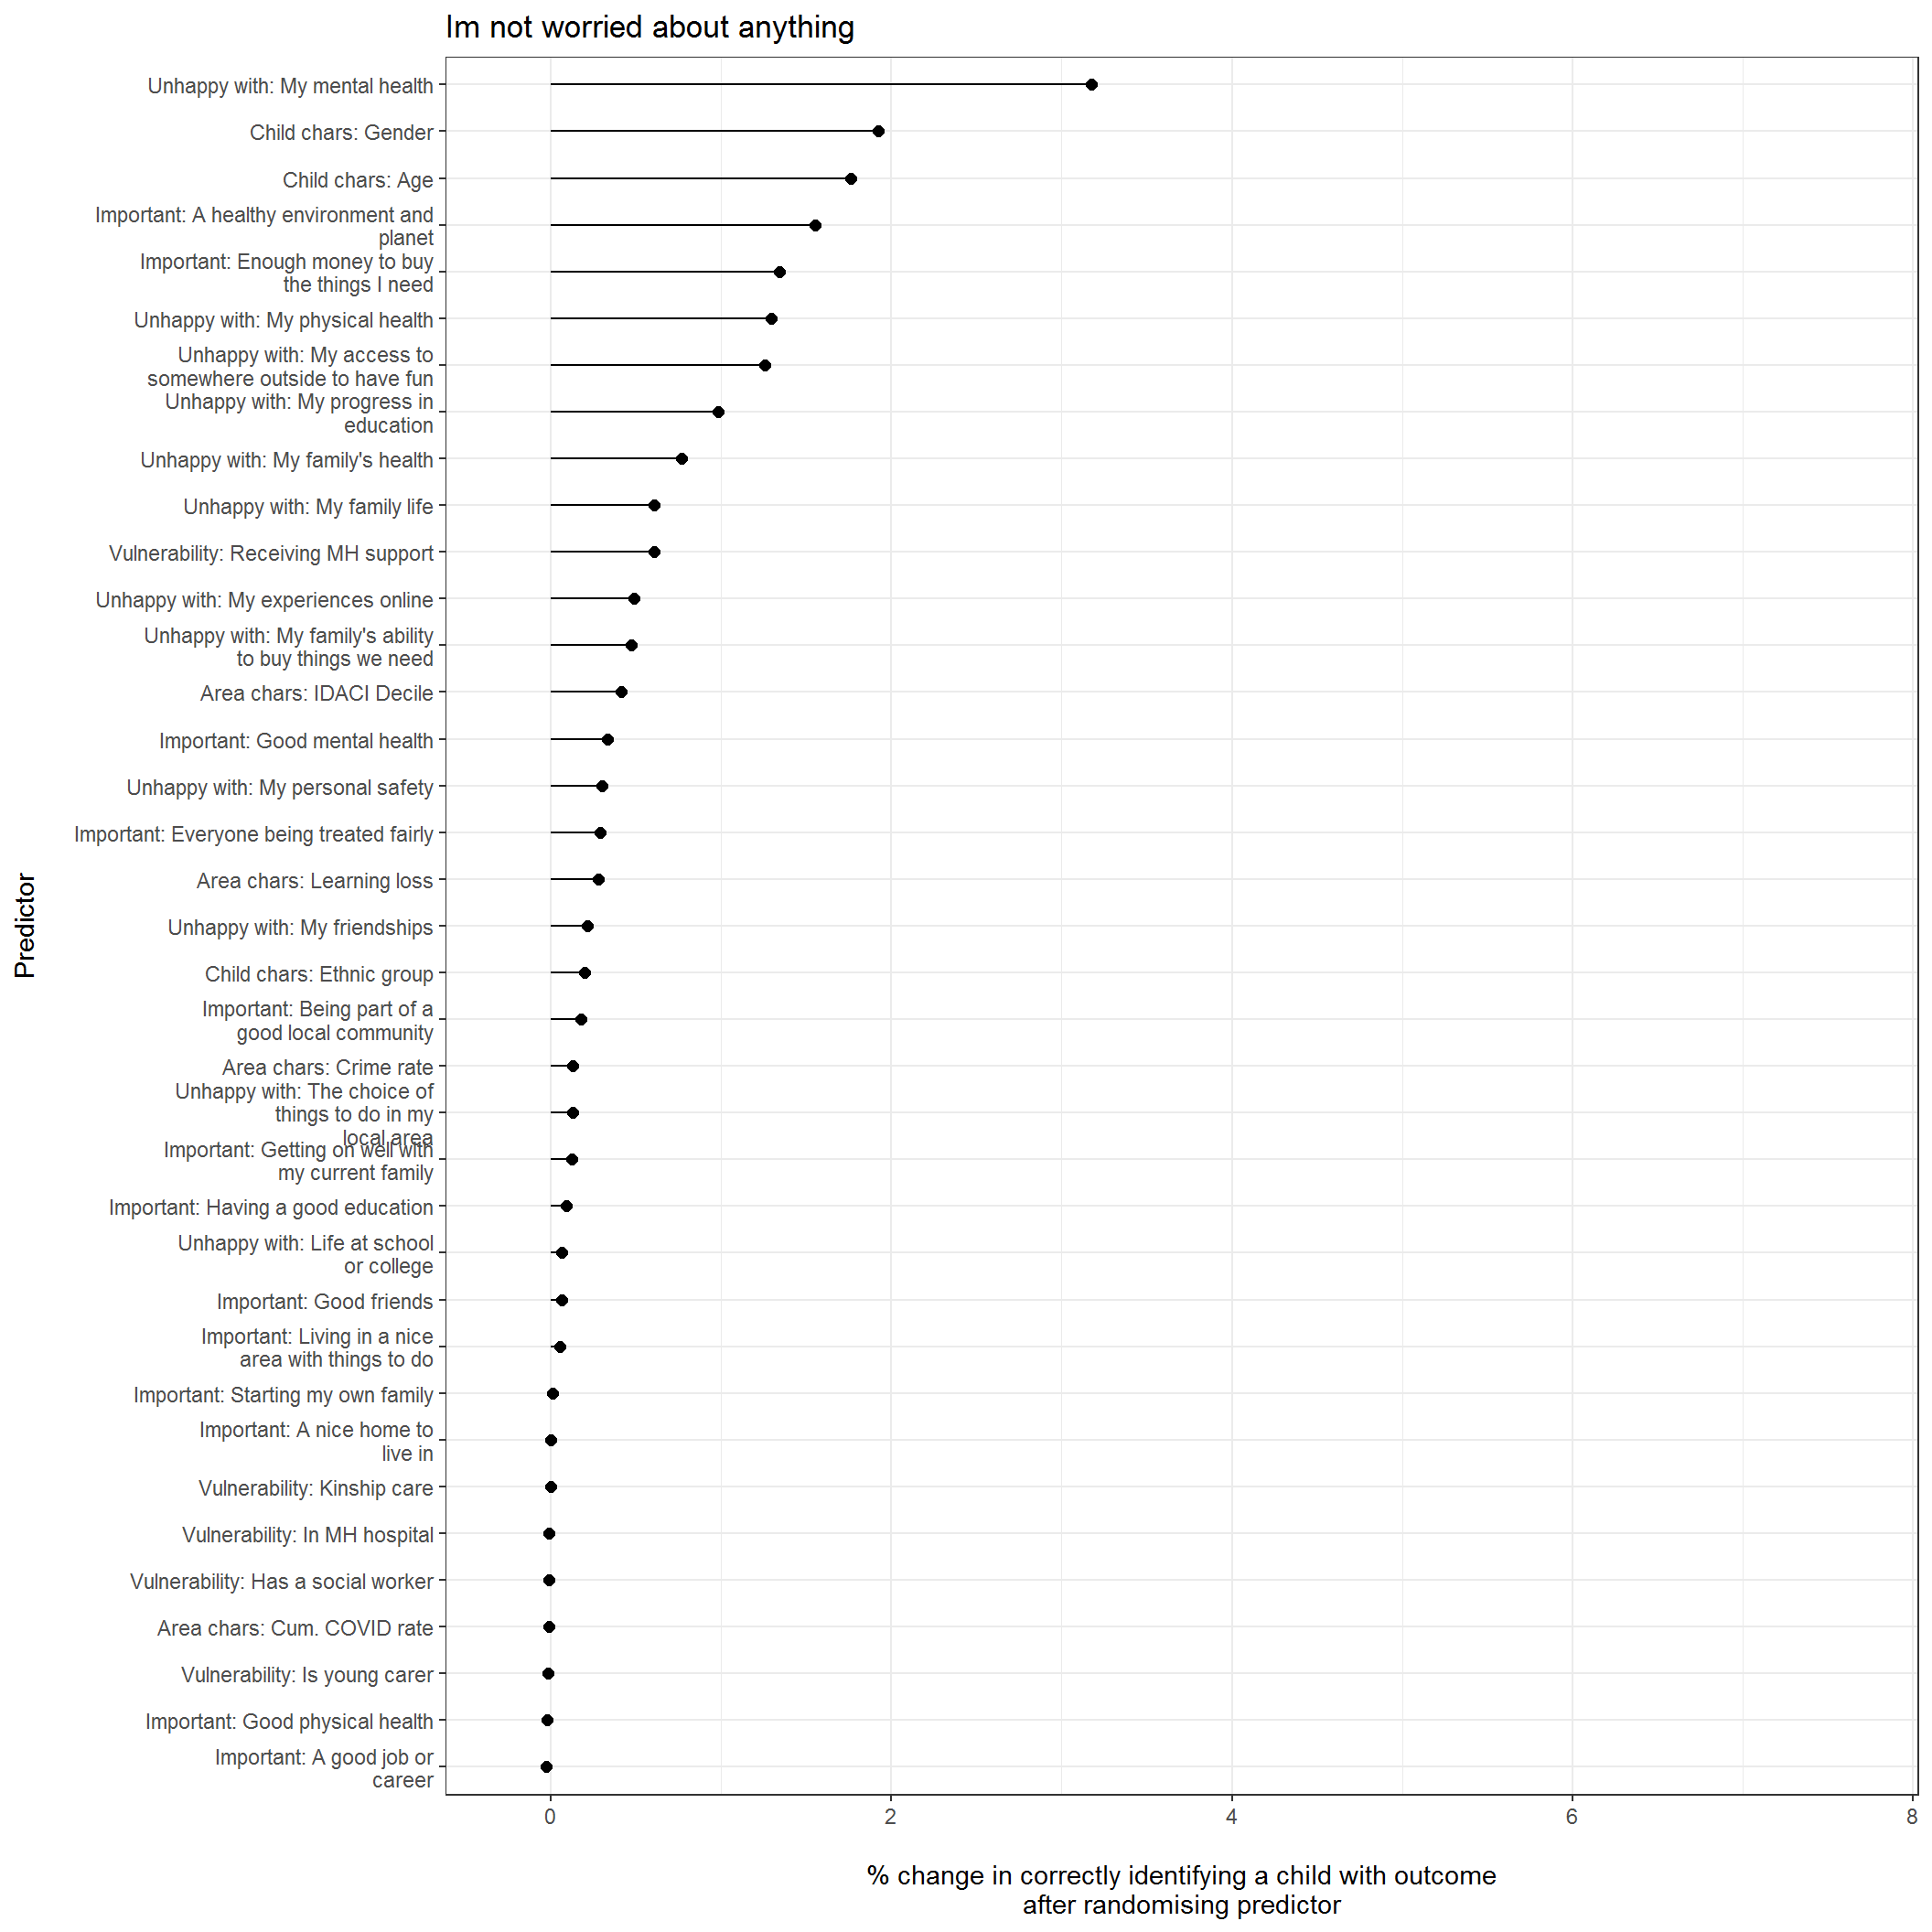 Im not worried about anything
Unhappy with: My mental health
Child chars: Gender
Child chars: Age
Important: A healthy environment and
planet
Important: Enough money to buy
the things I need
Unhappy with: My physical health
Unhappy with: My access to
somewhere outside to have fun
Unhappy with: My progress in
education
Unhappy with: My family's health
Unhappy with: My family life
Vulnerability: Receiving MH support
Unhappy with: My experiences online
Unhappy with: My family's ability
to buy things we need
Area chars: IDACI Decile
Important: Good mental health
Unhappy with: My personal safety
Important: Everyone being treated fairly
Area chars: Learning loss
Unhappy with: My friendships
Child chars: Ethnic group
Important: Being part of a
good local community
Area chars: Crime rate
Unhappy with: The choice of
things to do in my
local area
Important: Getting on well with
my current family
Important: Having a good education
Unhappy with: Life at school
or college
Important: Good friends
Important: Living in a nice
area with things to do
Important: Starting my own family
Important: A nice home to
live in
Vulnerability: Kinship care
Vulnerability: In MH hospital
Vulnerability: Has a social worker
Area chars: Cum. COVID rate
Vulnerability: Is young carer
Important: Good physical health
Important: A good job or
career
Predictor
0 2 4 6 8
% change in correctly identifying a child with outcome
after randomising predictor